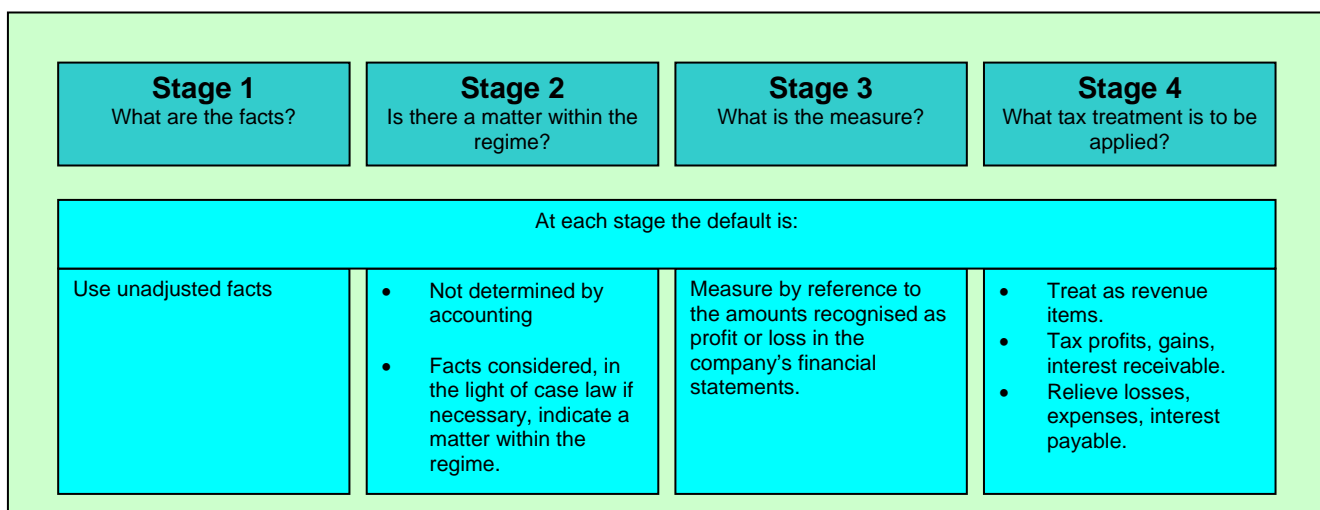 Stage 1
What are the facts?
Stage 2
Is there a matter within the
regime?
Stage 3
What is the measure?
Stage 4
What tax treatment is to be
applied?
At each stage the default is:
Use unadjusted facts
• Not determined by
accounting
• Facts considered, in
the light of case law if
necessary, indicate a
matter within the
regime.
Measure by reference to
the amounts recognised as
profit or loss in the
company's financial
statements.
• Treat as revenue
items.
• Tax profits, gains,
interest receivable.
• Relieve losses,
expenses, interest
payable.